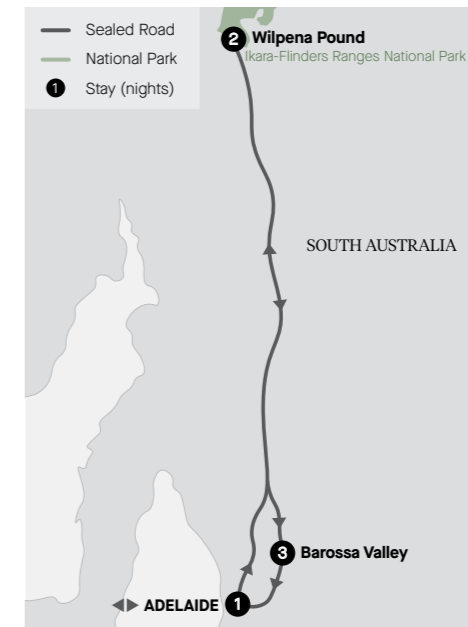 Sealed Road
National Park
1 Stay (nights)
2 Wilpena Pound
Ikara-Flinders Ranges National Park
SOUTH AUSTRALIA
3 Barossa Valley
ADELAIDE 1